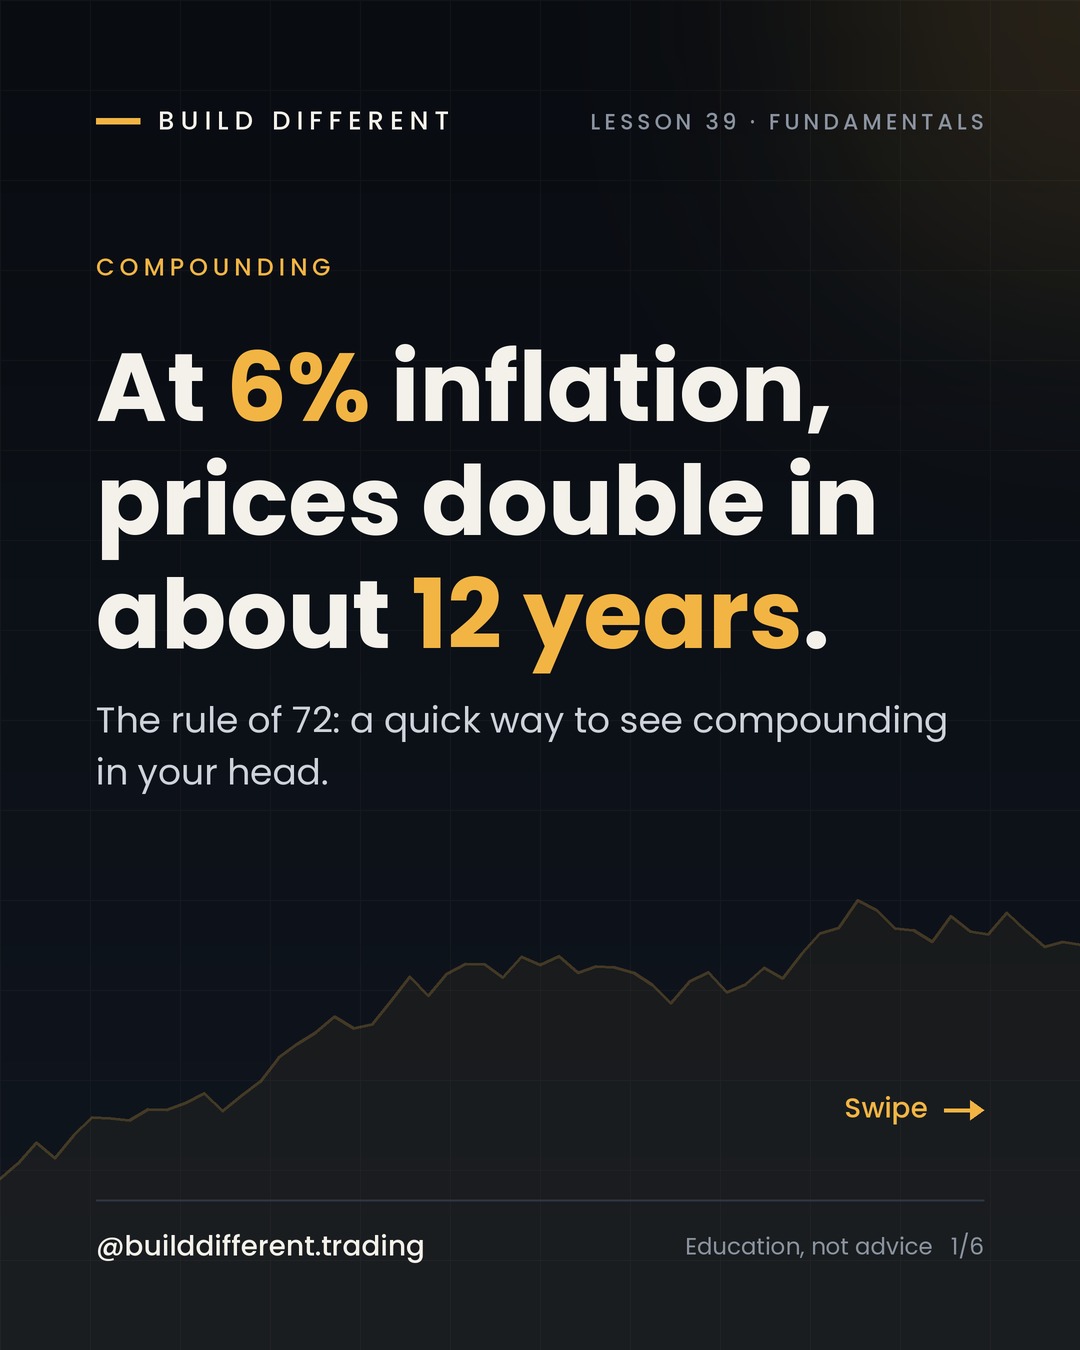 BUILD DIFFERENT
LESSON 39 · FUNDAMENTALS
COMPOUNDING
At 6% inflation,
prices double in
about 12 years.
The rule of 72: a quick way to see compounding
in your head.
Swipe
@builddifferent.trading
Education, not advice 1/6